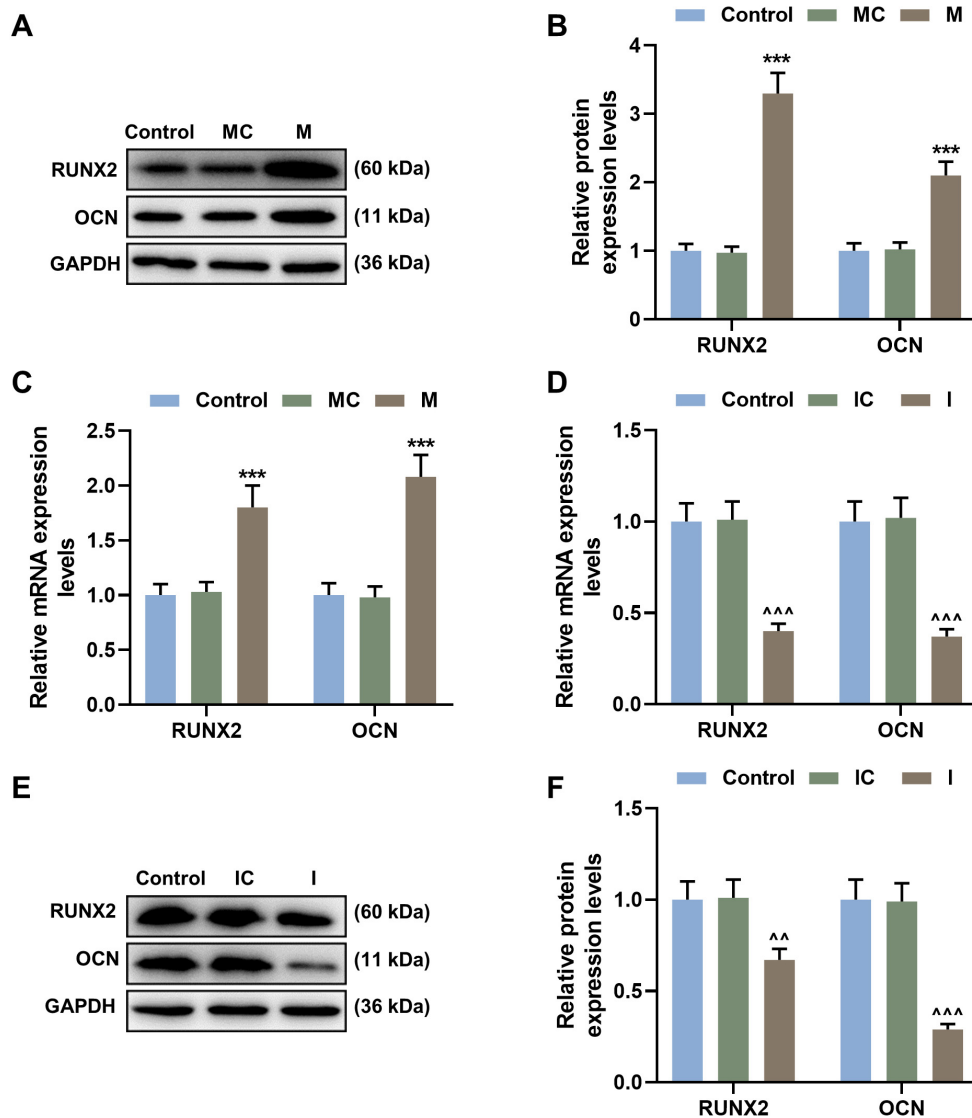 A
Control MC M
RUNX2 (60 kDa)
OCN (11 kDa)
GAPDH (36 kDa)
B
Control MC M
Relative protein
expression levels
4
3
2
1
0
***
***
RUNX2 OCN
C
Control MC M
Relative mRNA expression
levels
2.5
2.0
1.5
1.0
0.5
0.0
***
***
RUNX2 OCN
D
Control IC I
Relative mRNA expression
levels
1.5
1.0
0.5
0.0
^^^
^^^
RUNX2 OCN
E
Control IC I
RUNX2 (60 kDa)
OCN (11 kDa)
GAPDH (36 kDa)
F
Control IC I
Relative protein
expression levels
1.5
1.0
0.5
0.0
^^
^^^
RUNX2 OCN